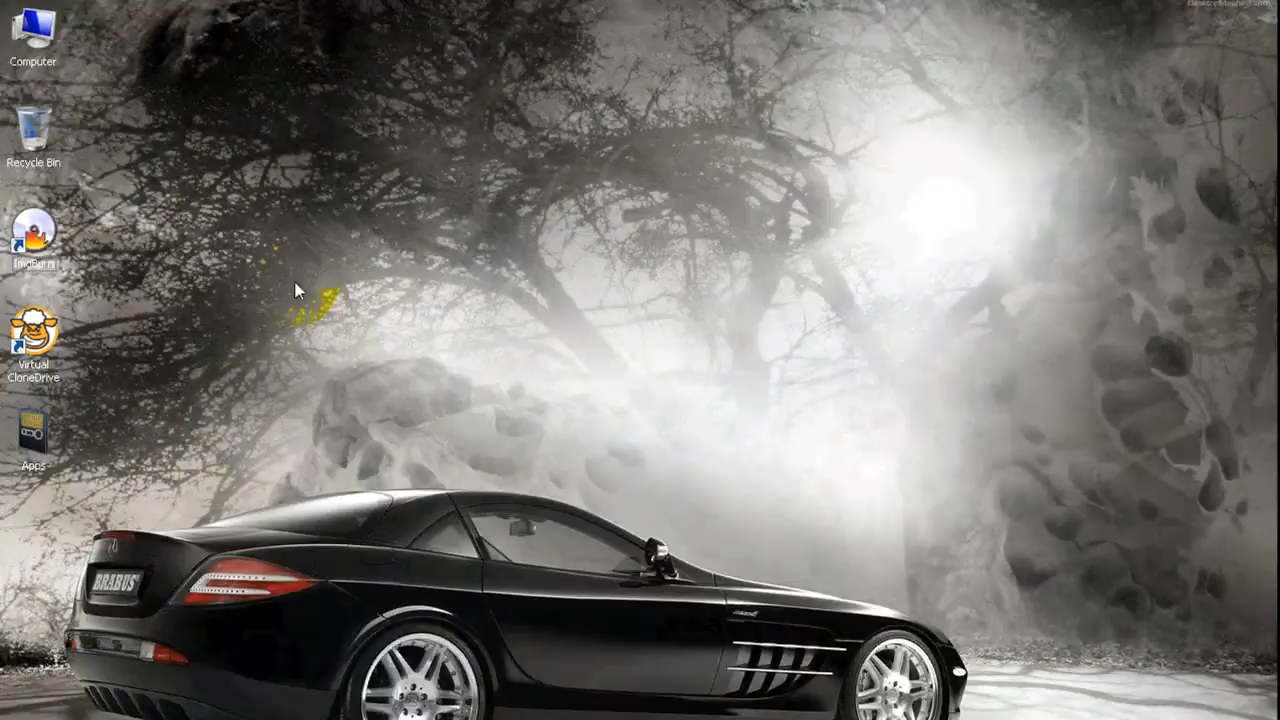 Computer
Recycle Bin
ImgBurn
Virtual
CloneDrive
Apps
BRABUS